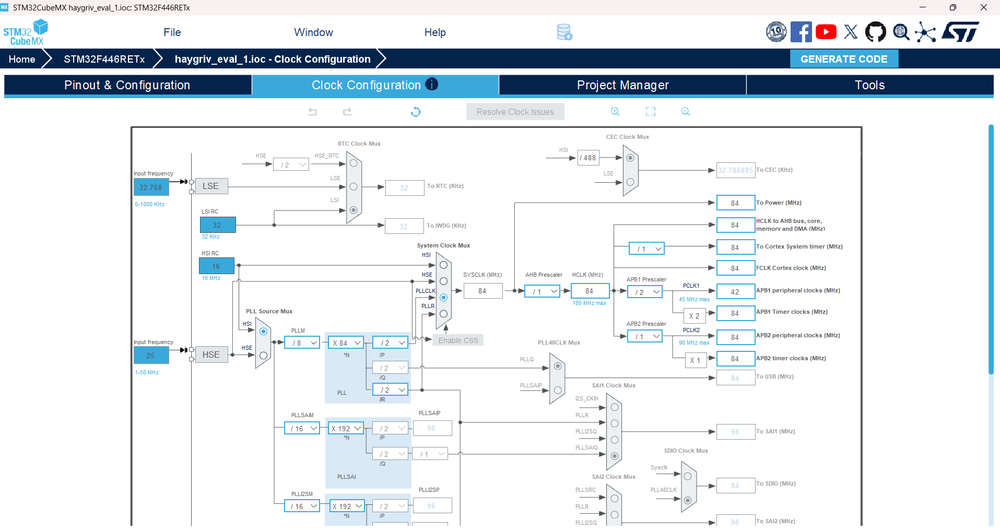 MX STM32CubeMX haygriv_eval_1.ioc: STM32F446RETx
STM32
CubeMX
File
Window
Help
10
ST
Home
STM32F446RETx
haygriv_eval_1.ioc - Clock Configuration
GENERATE CODE
Pinout & Configuration
Clock Configuration
Project Manager
Tools
Resolve Clock Issues
RTC Clock Mux
CEC Clock Mux
HSE
/ 2
HSE_RTC
HSI
/ 488
Input frequency
LSE
LSE
32.786885
To CEC (KHz)
32.768
LSE
32
To RTC (KHz)
0-1000 KHz
LSI
84
To Power (MHz)
LSI RC
32
32 KHz
32
To IWDG (KHz)
84
HCLK to AHB bus, core,
memory and DMA (MHz)
System Clock Mux
/ 1
84
To Cortex System timer (MHz)
HSI RC
HSI
16
16 MHz
84
FCLK Cortex clock (MHz)
HSE
SYSCLK (MHz)
AHB Prescaler
HCLK (MHz)
APB1 Prescaler
PLLCLK
84
/ 1
84
180 MHz max
/ 2
PCLK1
45 MHz max
42
APB1 peripheral clocks (MHz)
PLLR
PLL Source Mux
X 2
84
APB1 Timer clocks (MHz)
HSI
APB2 Prescaler
PCLK2
PLLM
/ 1
90 MHz max
84
APB2 peripheral clocks (MHz)
Input frequency
/ 8
X 84
/ 2
Enable CSS
PLL48CLK Mux
HSE
*N
/P
25
HSE
1-50 MHz
PLLQ
X 1
84
APB2 timer clocks (MHz)
/ 2
/Q
84
To USB (MHz)
PLLSAIP
SAI1 Clock Mux
PLL
/ 2
/R
I2S_CKIN
PLLSAIM
PLLSAIP
PLLR
/ 16
X 192
/ 2
96
PLLI2SQ
96
To SAI1 (MHz)
*N
/P
PLLSAIQ
SDIO Clock Mux
/ 2
/ 1
/Q
Sysclk
PLLSAI
SAI2 Clock Mux
84
To SDIO (MHz)
PLLI2SM
PLLI2SP
PLLSRC
PLL48CLK
/ 16
X 192
/ 2
96
PLLR
*N
/P
PLLI2SQ
96
To SAI2 (MHz)